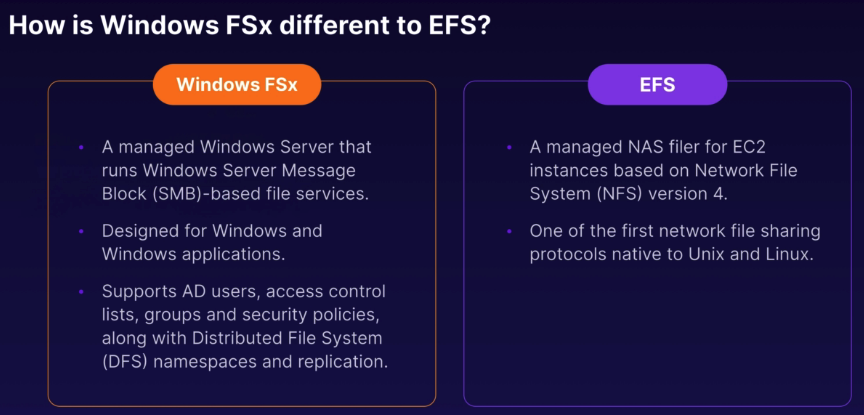 How is Windows FSx different to EFS?
Windows FSx
• A managed Windows Server that
runs Windows Server Message
Block (SMB)-based file services.
• Designed for Windows and
Windows applications.
• Supports AD users, access control
lists, groups and security policies,
along with Distributed File System
(DFS) namespaces and replication.
EFS
• A managed NAS filer for EC2
instances based on Network File
System (NFS) version 4.
• One of the first network file sharing
protocols native to Unix and Linux.